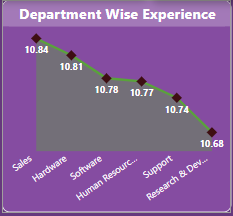 Department Wise Experience
10.84
10.81
10.78
10.77
10.74
10.68
Sales
Hardware
Software
Human Resourc...
Support
Research & Dev...